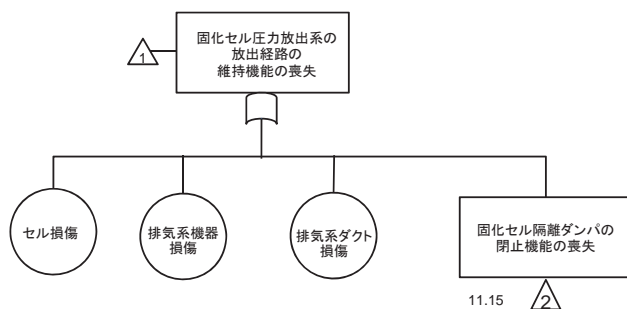 固化セル圧力放出系の
放出経路の
維持機能の喪失
1
セル損傷
排気系機器
損傷
排気系ダクト
損傷
固化セル隔離ダンパの
閉止機能の喪失
11.15
2